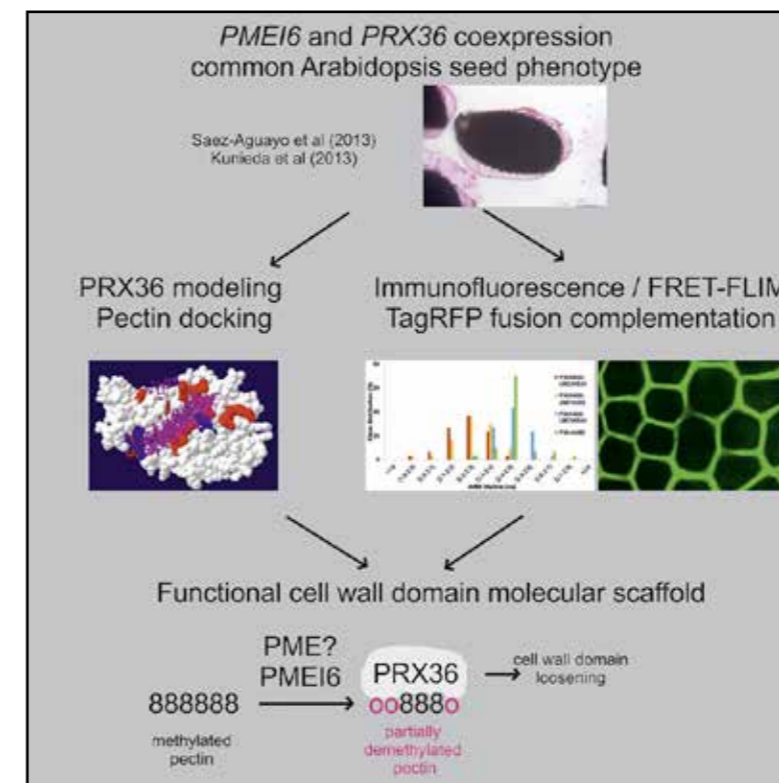 PMEI6 and PRX36 coexpression
common Arabidopsis seed phenotype
Saez-Aguayo et al (2013)
Kunieda et al (2013)
PRX36 modeling
Pectin docking
Immunofluorescence / FRET-FLIM
TagRFP fusion complementation
Functional cell wall domain molecular scaffold
PME?
PMEI6
PRX36
cell wall domain
loosening
888888
oo888o
methylated
pectin
partially
demethylated
pectin